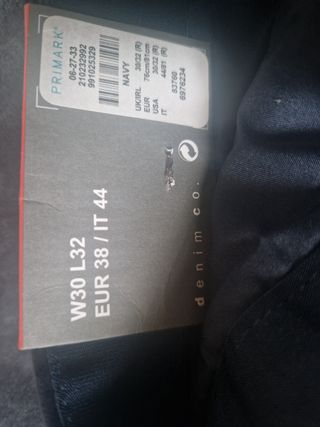 PRIMARK®
06-27-33
210232992
991025329
NAVY
UK/IRL 30/32 (R)
EUR 76cm/81cm
USA 30/32 (R)
IT 44/81 (R)
83760
6976234
W30 L32
EUR 38 / IT 44
denim co.